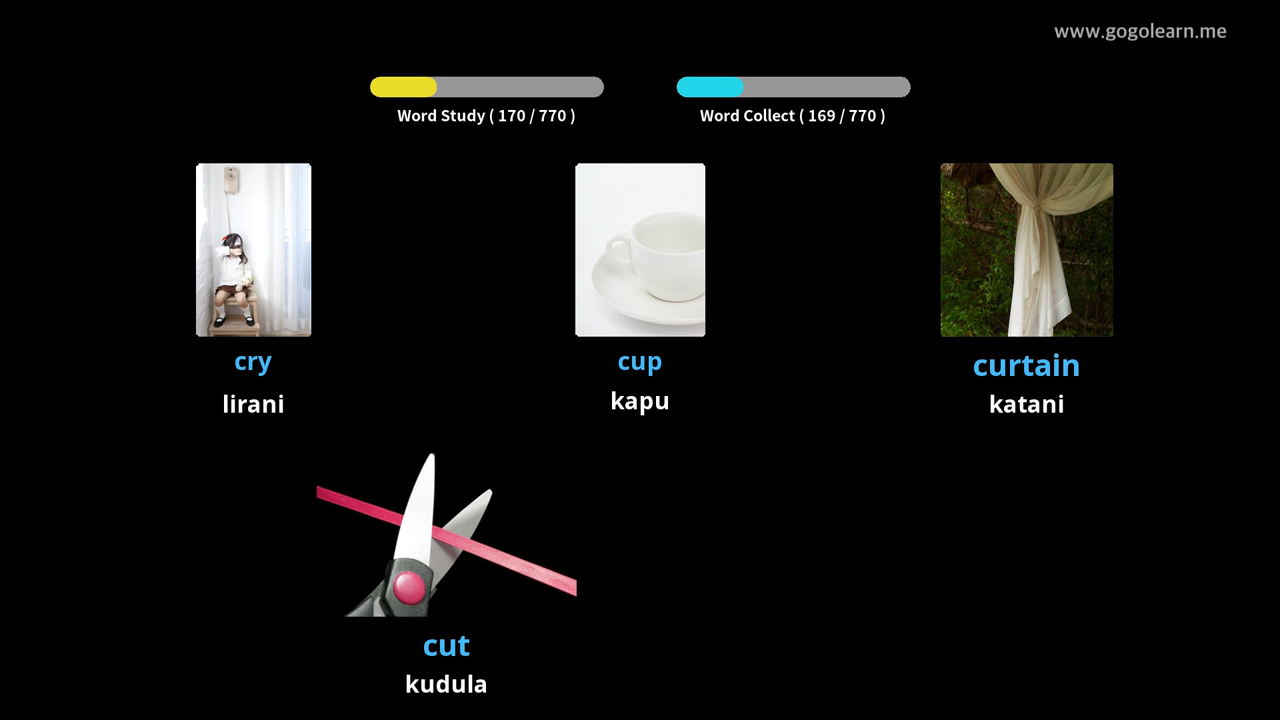 www.gogolearn.me
Word Study ( 170 / 770 )
Word Collect ( 169 / 770 )
cry
lirani
cup
kapu
curtain
katani
cut
kudula